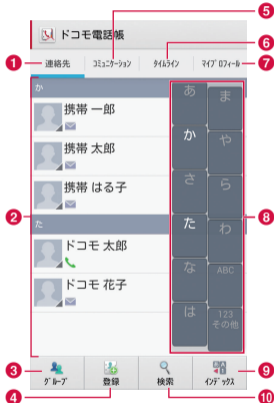 5
ドコモ電話帳
6
1
連絡先
コミュニケーション
タイムライン
マイプロフィール
7
か
携帯 一郎
携帯 太郎
携帯 はる子
た
ドコモ 太郎
ドコモ 花子
あ
ま
か
や
さ
ら
た
わ
な
ABC
は
123
その他
2
8
3
グループ
登録
検索
インデックス
9
4
10